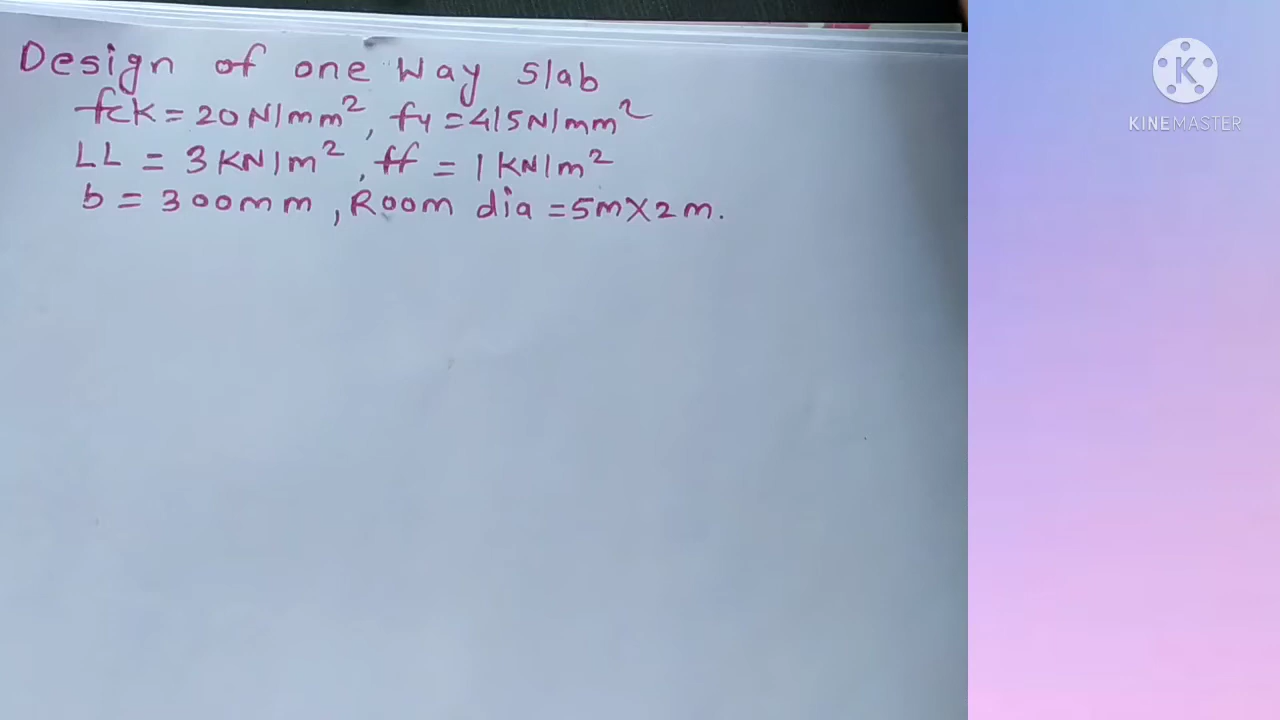 Design of one way slab
fck = 20 N/mm², fy = 415 N/mm²
LL = 3 KN/m², ff = 1 KN/m²
b = 300mm, Room dia = 5m X 2m.
K
KINEMASTER